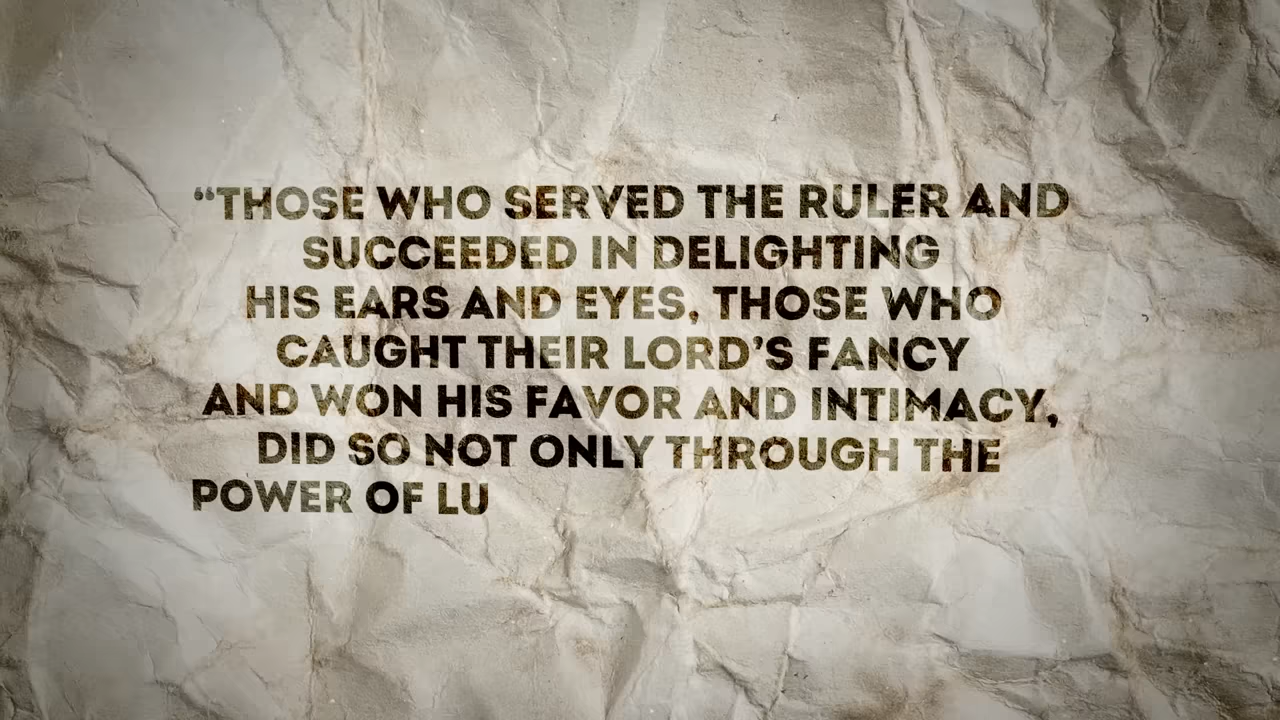 “THOSE WHO SERVED THE RULER AND
SUCCEEDED IN DELIGHTING
HIS EARS AND EYES, THOSE WHO
CAUGHT THEIR LORD’S FANCY
AND WON HIS FAVOR AND INTIMACY,
DID SO NOT ONLY THROUGH THE
POWER OF LU